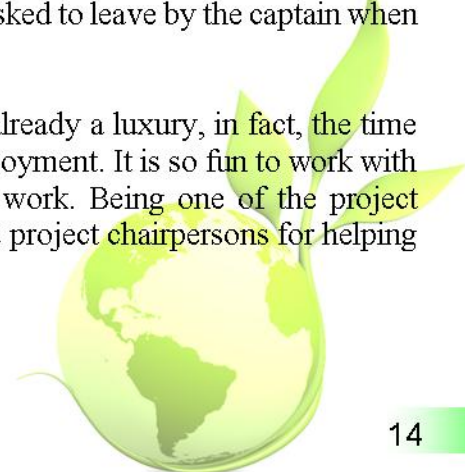 sked to leave by the captain when
already a luxury, in fact, the time
oyment. It is so fun to work with
work. Being one of the project
project chairpersons for helping
14